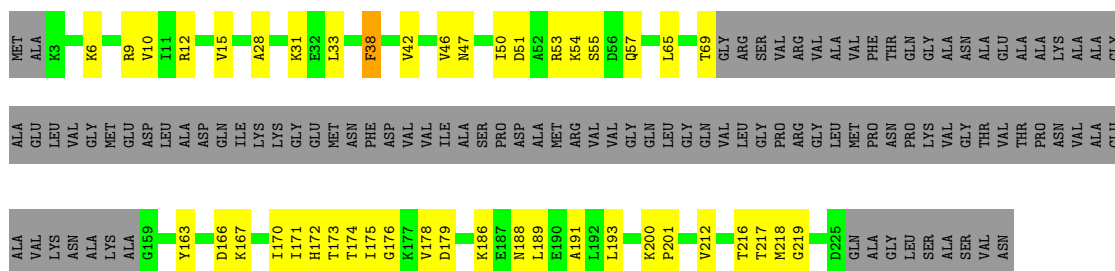 MET ALA K3 K6 R9 V10 I11 R12 V15 A28 K31 E32 L33 F38 V42 V46 N47 I50 D51 A52 R53 K54 S55 D56 Q57 L65 T69 GLY ARG SER VAL ARG VAL ALA VAL PHE THR GLN GLY ALA ASN ALA GLU ALA ALA LYS ALA ALA GLY
ALA GLU LEU VAL GLY MET GLU ASP LEU ALA ASP GLN ILE LYS LYS GLY GLU MET ASN PHE ASP VAL VAL ILE ALA SER PRO ASP ALA MET ARG VAL VAL GLY GLN LEU GLY GLN VAL LEU GLY PRO ARG GLY LEU MET PRO ASN PRO LYS VAL GLY THR VAL THR PRO ASN VAL ALA
ALA VAL LYS ASN ALA LYS ALA G159 Y163 D166 K167 I170 I171 H172 T173 T174 I175 G176 K177 V178 D179 K186 E187 N188 L189 E190 A191 L192 L193 K200 P201 V212 T216 T217 M218 G219 D225 GLN ALA GLY LEU SER ALA SER VAL ASN